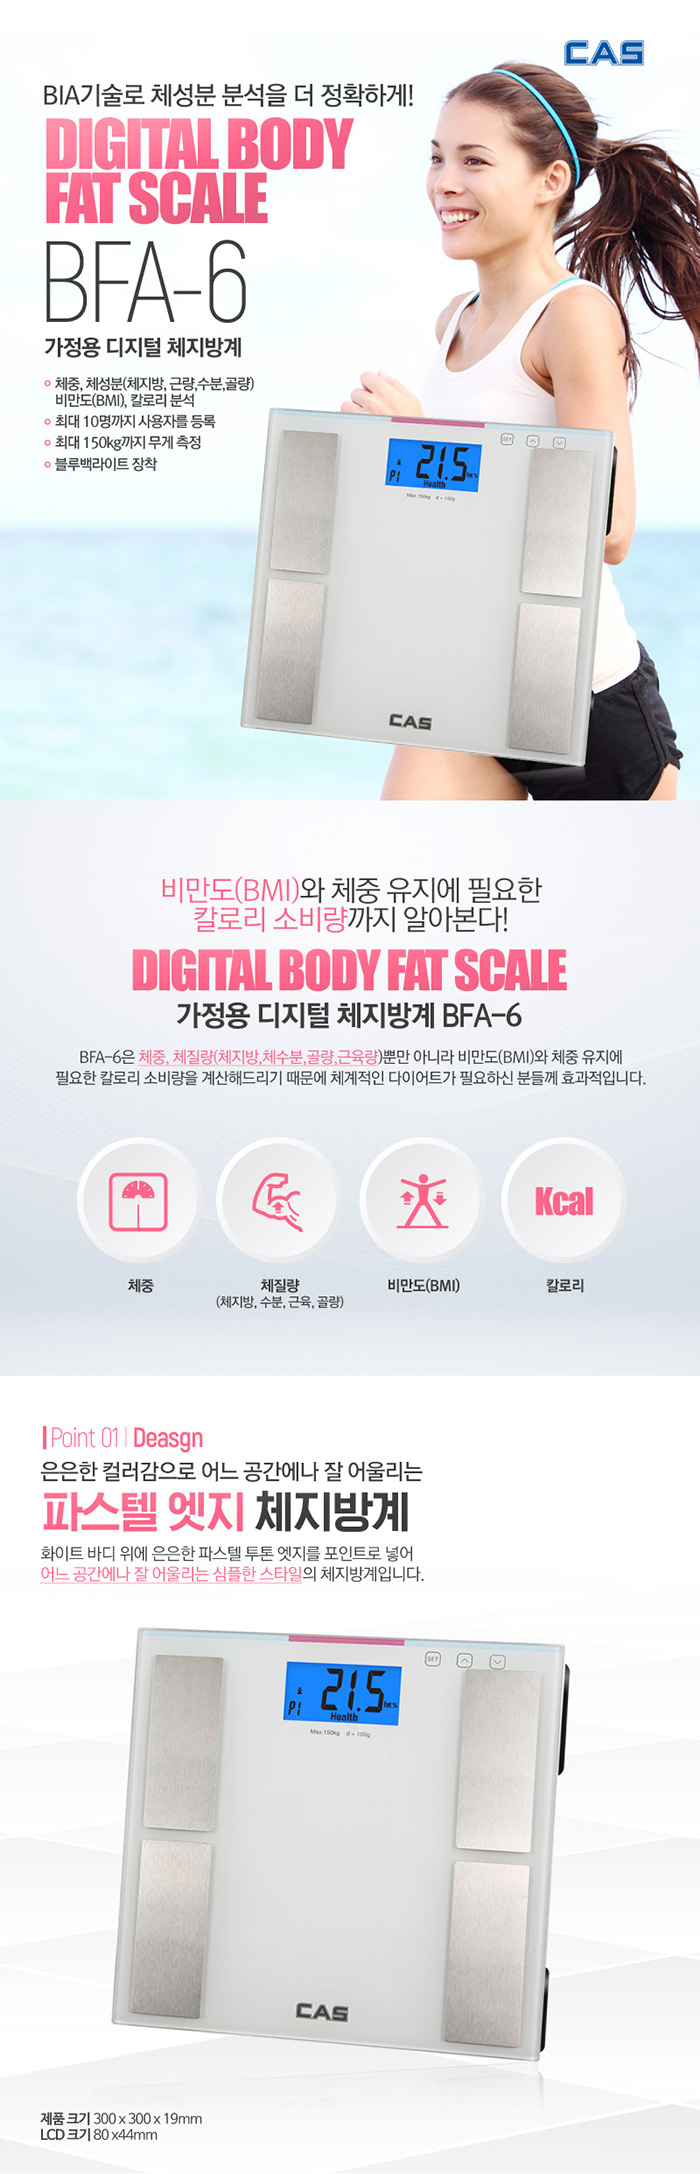 CAS
BIA기술로 체성분 분석을 더 정확하게!
DIGITAL BODY
FAT SCALE
BFA-6
가정용 디지털 체지방계
체중, 체성분(체지방, 근량,수분,골량)
비만도(BMI), 칼로리 분석
최대 10명까지 사용자를 등록
최대 150kg까지 무게 측정
블루백라이트 장착
SET
P1 21.5 fat%
Health
Max 150kg d = 100g
CAS
비만도(BMI)와 체중 유지에 필요한
칼로리 소비량까지 알아본다!
DIGITAL BODY FAT SCALE
가정용 디지털 체지방계 BFA-6
BFA-6은 체중, 체질량(체지방,체수분,골량,근육량)뿐만 아니라 비만도(BMI)와 체중 유지에
필요한 칼로리 소비량을 계산해드리기 때문에 체계적인 다이어트가 필요하신 분들께 효과적입니다.
Kcal
체중 체질량 비만도(BMI) 칼로리
(체지방, 수분, 근육, 골량)
Point 01 | Deasgn
은은한 컬러감으로 어느 공간에나 잘 어울리는
파스텔 엣지 체지방계
화이트 바디 위에 은은한 파스텔 투톤 엣지를 포인트로 넣어
어느 공간에나 잘 어울리는 심플한 스타일의 체지방계입니다.
SET
P1 21.5 fat%
Health
Max 150kg d = 100g
CAS
제품 크기 300 x 300 x 19mm
LCD 크기 80 x44mm